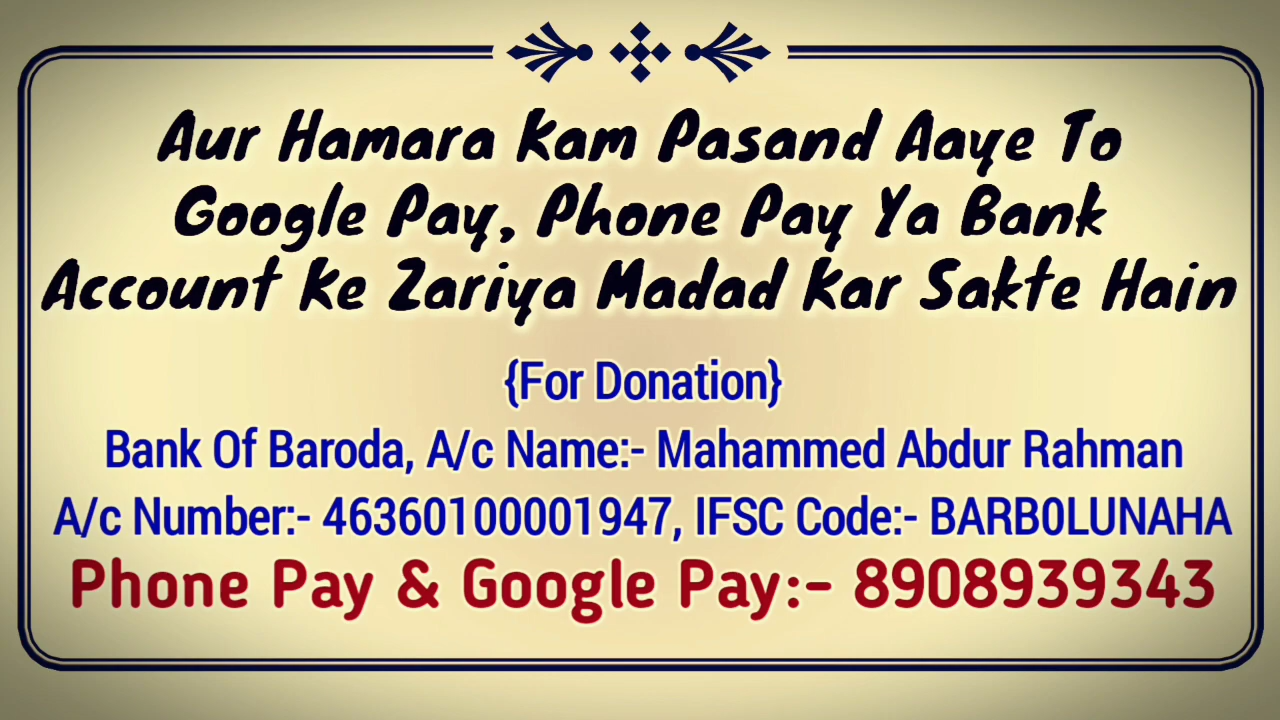 Aur Hamara Kam Pasand Aaye To
Google Pay, Phone Pay Ya Bank
Account Ke Zariya Madad Kar Sakte Hain
{For Donation}
Bank Of Baroda, A/c Name:- Mahammed Abdur Rahman
A/c Number:- 46360100001947, IFSC Code:- BARB0LUNAHA
Phone Pay & Google Pay:- 8908939343